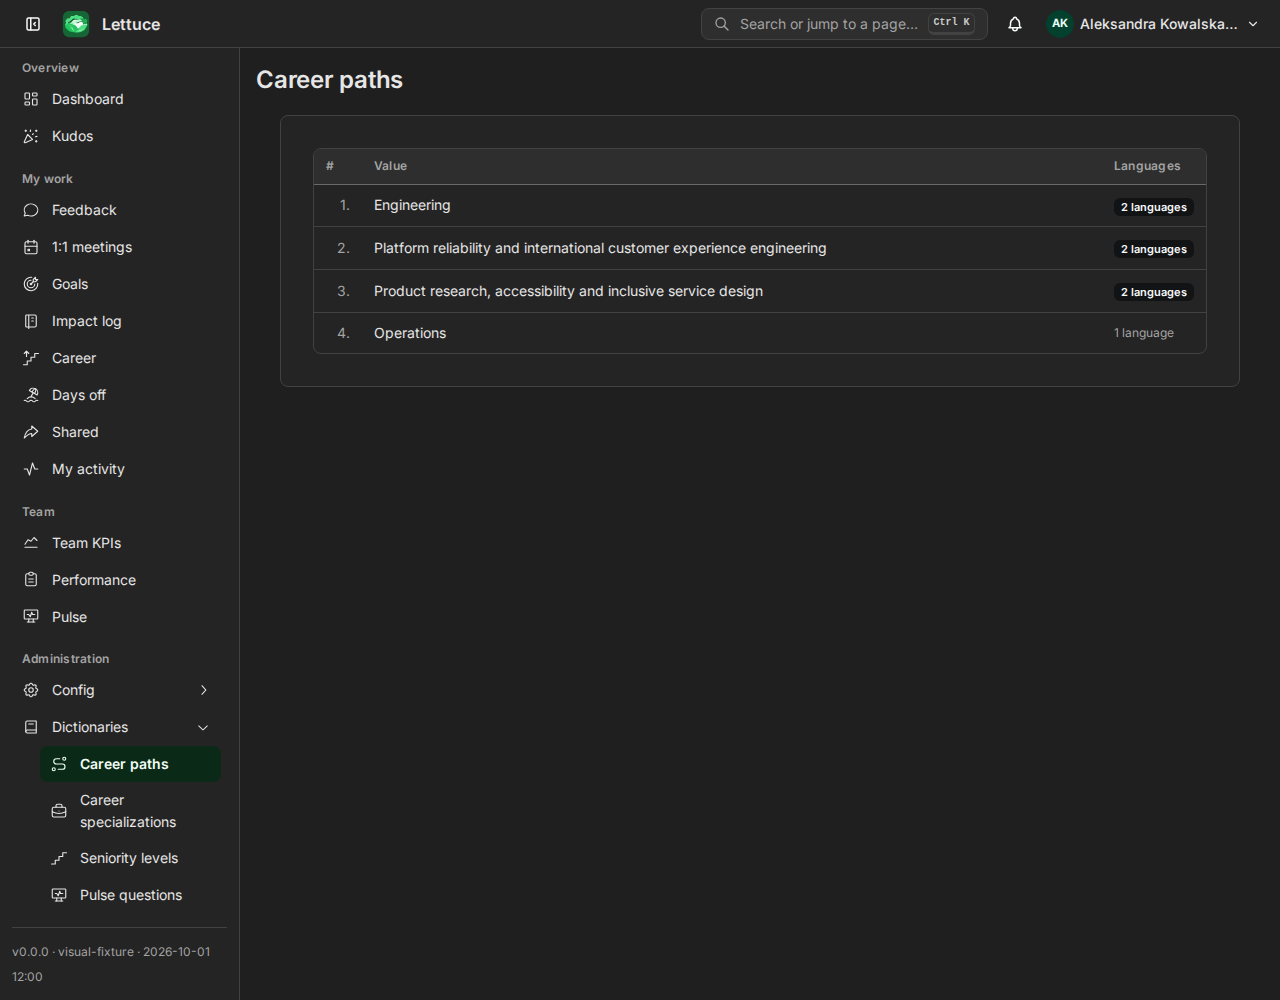 Lettuce
Search or jump to a page...
Ctrl K
AK
Aleksandra Kowalska...
Overview
Dashboard
Kudos
My work
Feedback
1:1 meetings
Goals
Impact log
Career
Days off
Shared
My activity
Team
Team KPIs
Performance
Pulse
Administration
Config
Dictionaries
Career paths
Career
specializations
Seniority levels
Pulse questions
v0.0.0 · visual-fixture · 2026-10-01
12:00
Career paths
# Value Languages
1. Engineering 2 languages
2. Platform reliability and international customer experience engineering 2 languages
3. Product research, accessibility and inclusive service design 2 languages
4. Operations 1 language